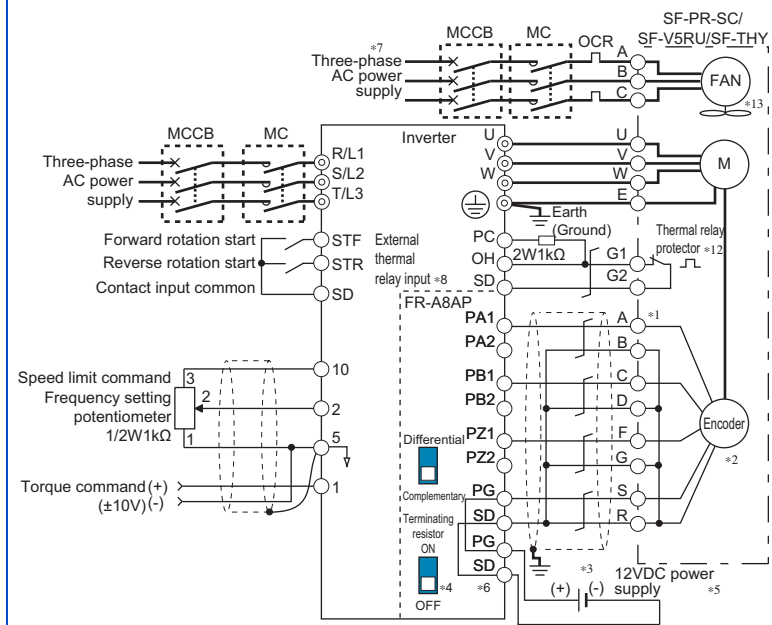 SF-PR-SC/
SF-V5RU/SF-THY
MCCB MC OCR
*7
Three-phase
AC power
supply
A
B
C
FAN
*13
MCCB MC
Three-phase
AC power
supply
R/L1
S/L2
T/L3
Inverter
U
V
W
U
V
W
E
M
Earth
(Ground)
Forward rotation start
Reverse rotation start
Contact input common
STF
STR
SD
External
thermal
relay input *8
PC
OH
SD
2W1kΩ
G1
G2
Thermal relay
protector *12
FR-A8AP
PA1
PA2
PB1
PB2
PZ1
PZ2
PG
SD
PG
SD
A *1
B
C
D
F
G
S
R
Encoder
*2
Speed limit command
Frequency setting
potentiometer
1/2W1kΩ
3
2
1
10
2
5
1
Torque command (+)
(±10V) (-)
Differential
Complementary
Terminating
resistor
ON
*4
OFF
*6
*3
(+) (-)
12VDC power
supply *5